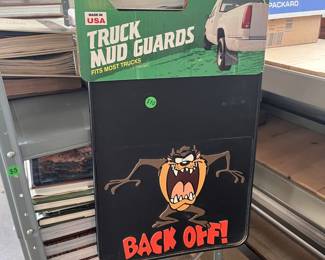 PACKARD
MADE IN
USA
TRUCK
MUD GUARDS
FITS MOST TRUCKS
BACK OFF!